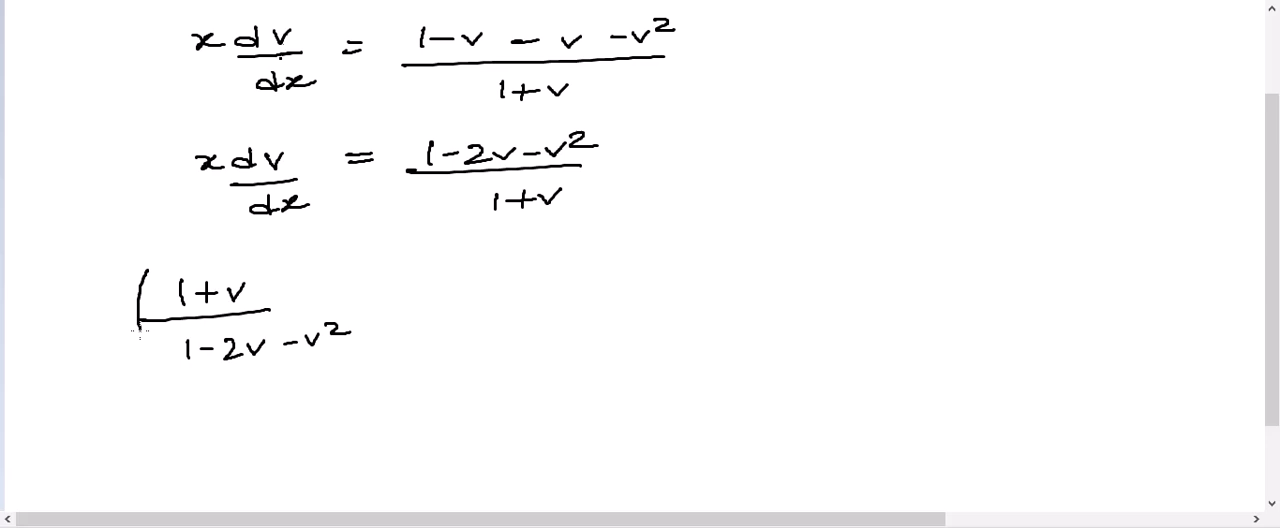 x dv/dx = (1-v - v -v²)/(1+v)
x dv/dx = (1-2v-v²)/(1+v)
( (1+v)/(1-2v-v²)